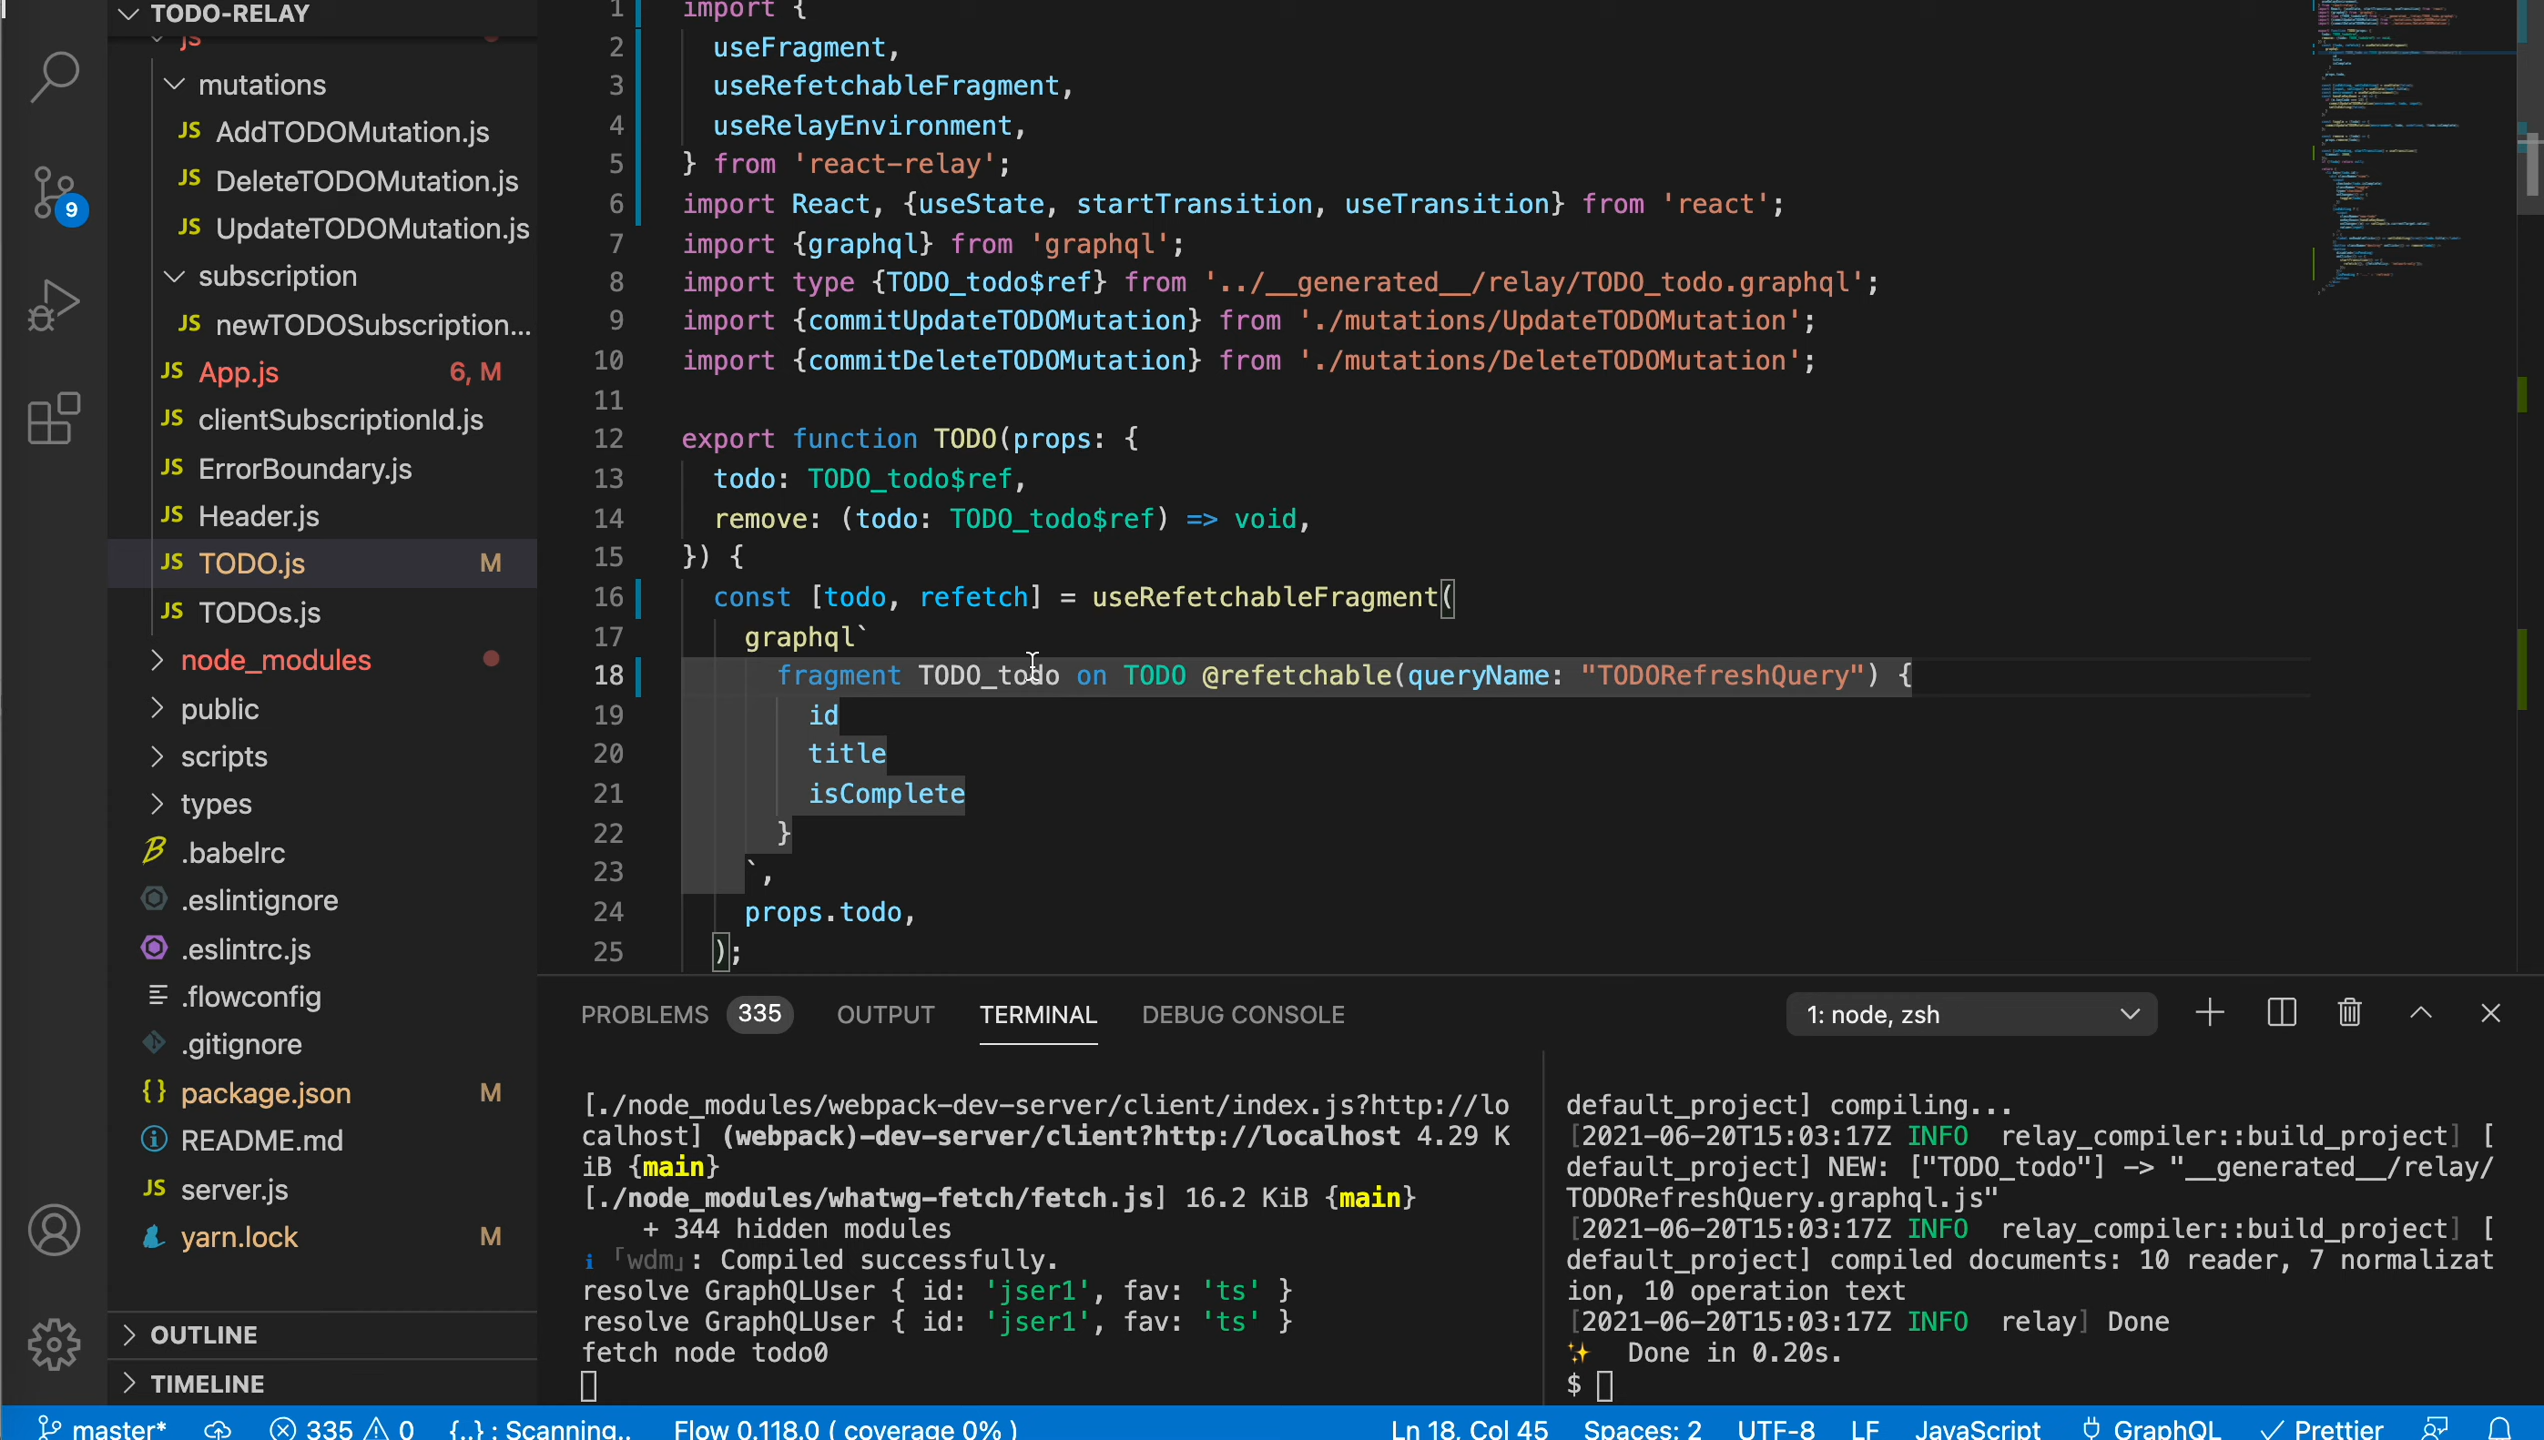 TODO-RELAY
js
mutations
JS AddTODOMutation.js
JS DeleteTODOMutation.js
9
JS UpdateTODOMutation.js
subscription
JS newTODOSubscription...
JS App.js 6, M
JS clientSubscriptionId.js
JS ErrorBoundary.js
JS Header.js
JS TODO.js M
JS TODOs.js
node_modules
public
scripts
types
.babelrc
.eslintignore
.eslintrc.js
.flowconfig
.gitignore
{} package.json M
README.md
JS server.js
yarn.lock M
OUTLINE
TIMELINE
1 import {
2 useFragment,
3 useRefetchableFragment,
4 useRelayEnvironment,
5 } from 'react-relay';
6 import React, {useState, startTransition, useTransition} from 'react';
7 import {graphql} from 'graphql';
8 import type {TODO_todo$ref} from '../__generated__/relay/TODO_todo.graphql';
9 import {commitUpdateTODOMutation} from './mutations/UpdateTODOMutation';
10 import {commitDeleteTODOMutation} from './mutations/DeleteTODOMutation';
11
12 export function TODO(props: {
13 todo: TODO_todo$ref,
14 remove: (todo: TODO_todo$ref) => void,
15 }) {
16 const [todo, refetch] = useRefetchableFragment(
17 graphql`
18 fragment TODO_todo on TODO @refetchable(queryName: "TODORefreshQuery") {
19 id
20 title
21 isComplete
22 }
23 `,
24 props.todo,
25 );
PROBLEMS 335 OUTPUT TERMINAL DEBUG CONSOLE 1: node, zsh
[./node_modules/webpack-dev-server/client/index.js?http://lo
calhost] (webpack)-dev-server/client?http://localhost 4.29 K
iB {main}
[./node_modules/whatwg-fetch/fetch.js] 16.2 KiB {main}
+ 344 hidden modules
ℹ ｢wdm｣: Compiled successfully.
resolve GraphQLUser { id: 'jser1', fav: 'ts' }
resolve GraphQLUser { id: 'jser1', fav: 'ts' }
fetch node todo0
default_project] compiling...
[2021-06-20T15:03:17Z INFO relay_compiler::build_project] [
default_project] NEW: ["TODO_todo"] -> "__generated__/relay/
TODORefreshQuery.graphql.js"
[2021-06-20T15:03:17Z INFO relay_compiler::build_project] [
default_project] compiled documents: 10 reader, 7 normalizat
ion, 10 operation text
[2021-06-20T15:03:17Z INFO relay] Done
✨ Done in 0.20s.
$
master* 335 0 {..} : Scanning.. Flow 0.118.0 ( coverage 0% ) Ln 18, Col 45 Spaces: 2 UTF-8 LF JavaScript GraphQL Prettier